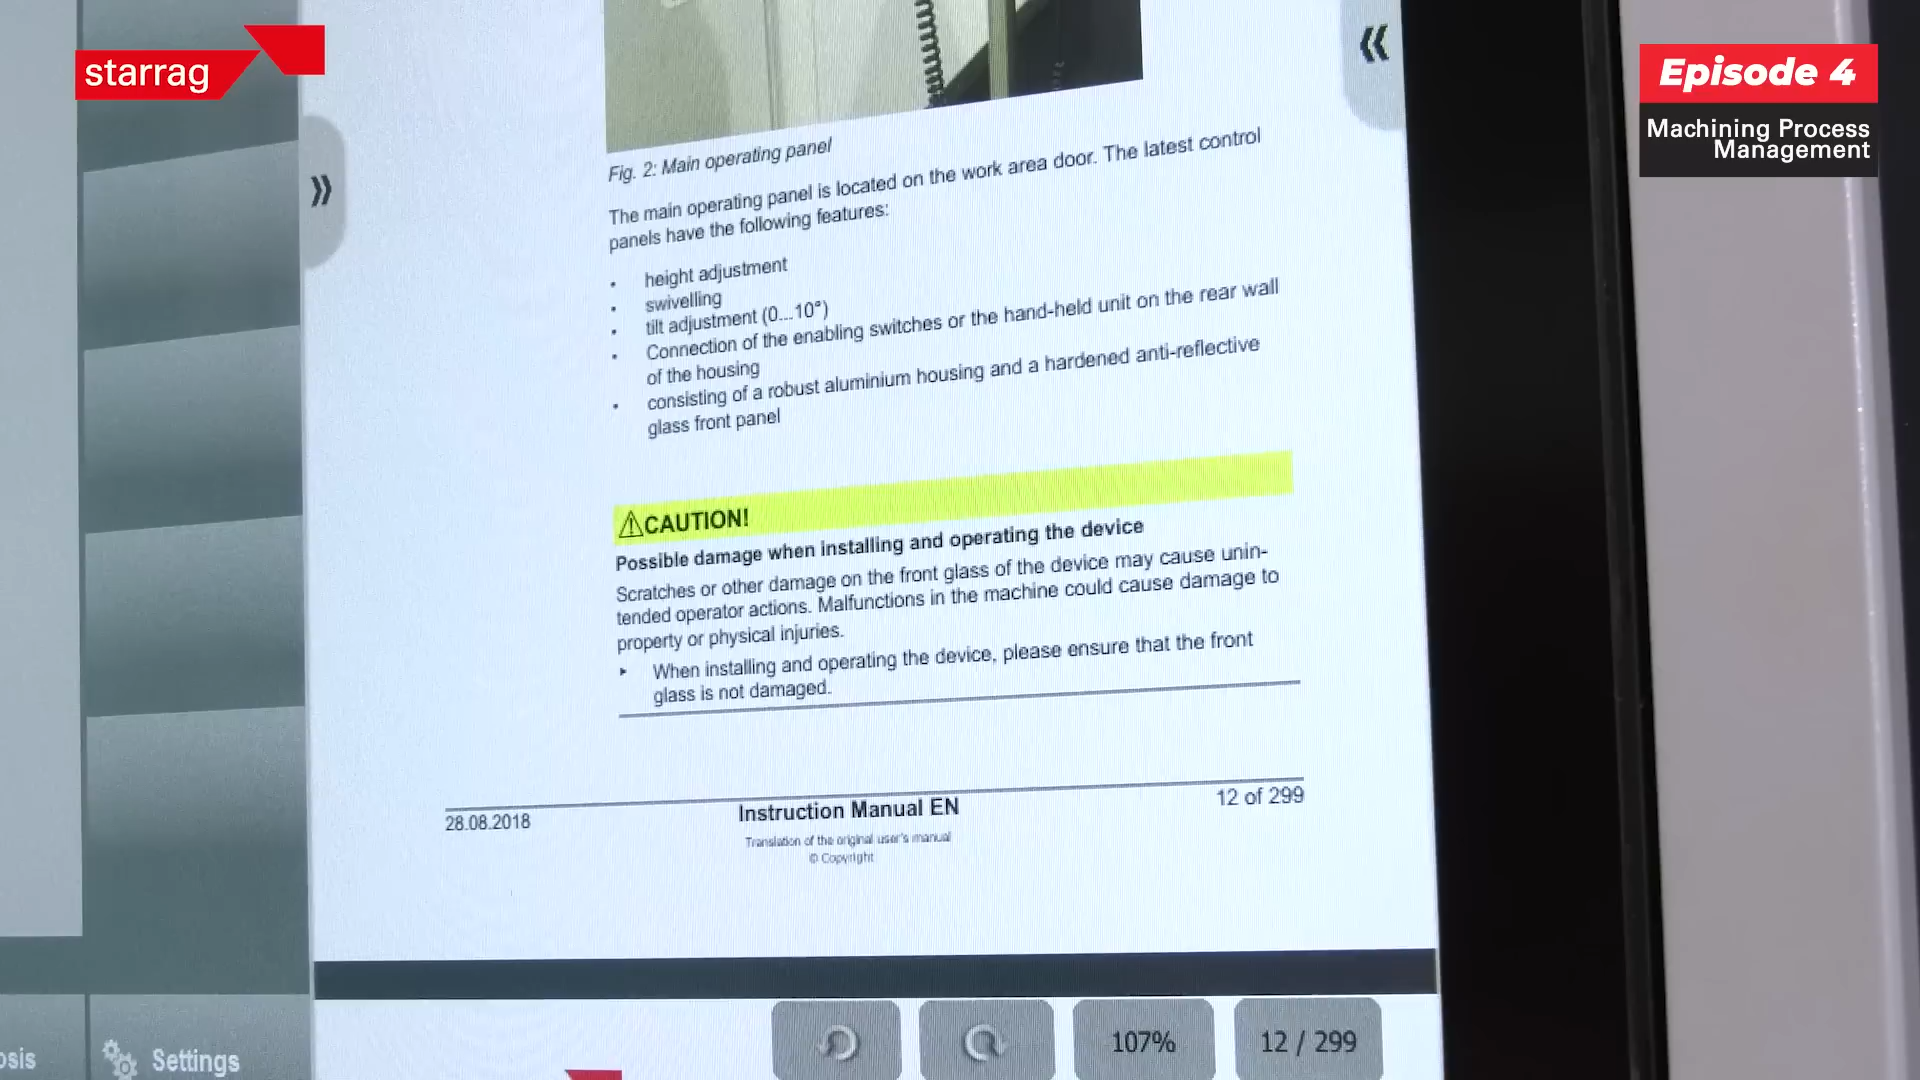 starrag
Episode 4
Machining Process
Management
Fig. 2: Main operating panel
The main operating panel is located on the work area door. The latest control
panels have the following features:
• height adjustment
• swivelling
• tilt adjustment (0...10°)
• Connection of the enabling switches or the hand-held unit on the rear wall
of the housing
• consisting of a robust aluminium housing and a hardened anti-reflective
glass front panel
CAUTION!
Possible damage when installing and operating the device
Scratches or other damage on the front glass of the device may cause unin-
tended operator actions. Malfunctions in the machine could cause damage to
property or physical injuries.
‣ When installing and operating the device, please ensure that the front
glass is not damaged.
28.08.2018
Instruction Manual EN
12 of 299
Translation of the original user's manual
© Copyright
osis
Settings
107%
12 / 299